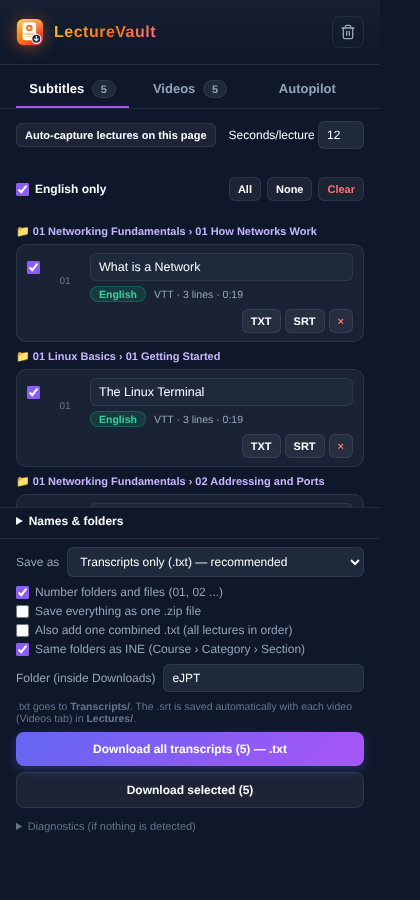 LectureVault
Subtitles 5 Videos 5 Autopilot
Auto-capture lectures on this page Seconds/lecture 12
English only All None Clear
01 Networking Fundamentals › 01 How Networks Work
01 What is a Network
English VTT · 3 lines · 0:19
TXT SRT ×
01 Linux Basics › 01 Getting Started
01 The Linux Terminal
English VTT · 3 lines · 0:19
TXT SRT ×
01 Networking Fundamentals › 02 Addressing and Ports
Names & folders
Save as Transcripts only (.txt) — recommended
Number folders and files (01, 02 ...)
Save everything as one .zip file
Also add one combined .txt (all lectures in order)
Same folders as INE (Course › Category › Section)
Folder (inside Downloads) eJPT
.txt goes to Transcripts/. The .srt is saved automatically with each video
(Videos tab) in Lectures/.
Download all transcripts (5) — .txt
Download selected (5)
Diagnostics (if nothing is detected)